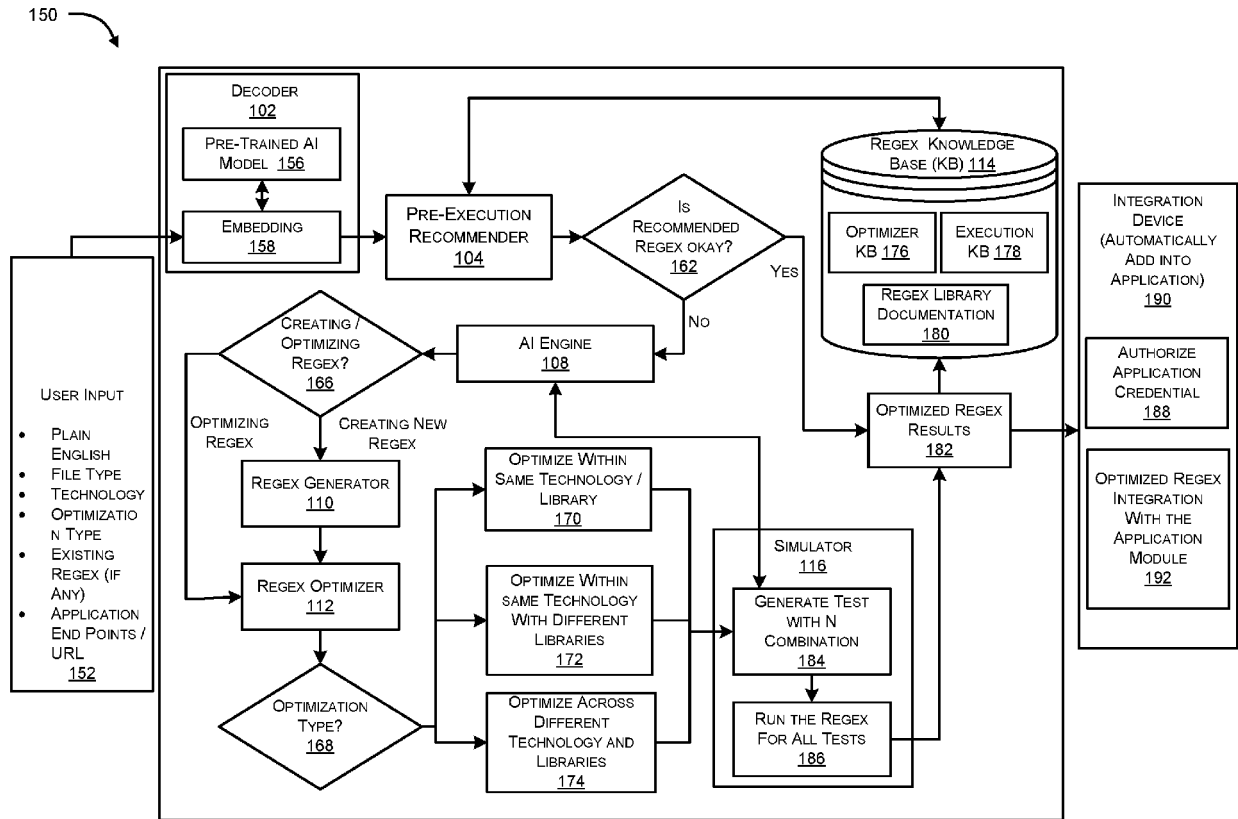 150
DECODER
102
PRE-TRAINED AI
MODEL 156
EMBEDDING
158
PRE-EXECUTION
RECOMMENDER
104
IS
RECOMMENDED
REGEX OKAY?
162
YES
NO
REGEX KNOWLEDGE
BASE (KB) 114
OPTIMIZER
KB 176
EXECUTION
KB 178
REGEX LIBRARY
DOCUMENTATION
180
INTEGRATION
DEVICE
(AUTOMATICALLY
ADD INTO
APPLICATION)
190
AUTHORIZE
APPLICATION
CREDENTIAL
188
OPTIMIZED REGEX
INTEGRATION
WITH THE
APPLICATION
MODULE
192
USER INPUT
• PLAIN
ENGLISH
• FILE TYPE
• TECHNOLOGY
• OPTIMIZATIO
N TYPE
• EXISTING
REGEX (IF
ANY)
• APPLICATION
END POINTS /
URL
152
CREATING /
OPTIMIZING
REGEX?
166
AI ENGINE
108
OPTIMIZING
REGEX
CREATING NEW
REGEX
REGEX GENERATOR
110
REGEX OPTIMIZER
112
OPTIMIZATION
TYPE?
168
OPTIMIZE WITHIN
SAME TECHNOLOGY /
LIBRARY
170
OPTIMIZE WITHIN
SAME TECHNOLOGY
WITH DIFFERENT
LIBRARIES
172
OPTIMIZE ACROSS
DIFFERENT
TECHNOLOGY AND
LIBRARIES
174
SIMULATOR
116
GENERATE TEST
WITH N
COMBINATION
184
RUN THE REGEX
FOR ALL TESTS
186
OPTIMIZED REGEX
RESULTS
182